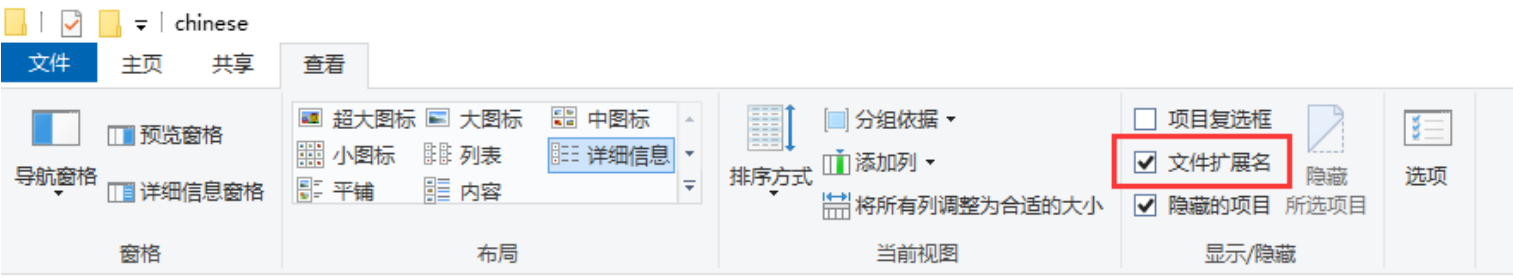 chinese
文件 主页 共享 查看
导航窗格
预览窗格
详细信息窗格
窗格
超大图标 大图标 中图标
小图标 列表 详细信息
平铺 内容
布局
排序方式
分组依据
添加列
将所有列调整为合适的大小
当前视图
项目复选框
文件扩展名
隐藏的项目
隐藏
所选项目
显示/隐藏
选项